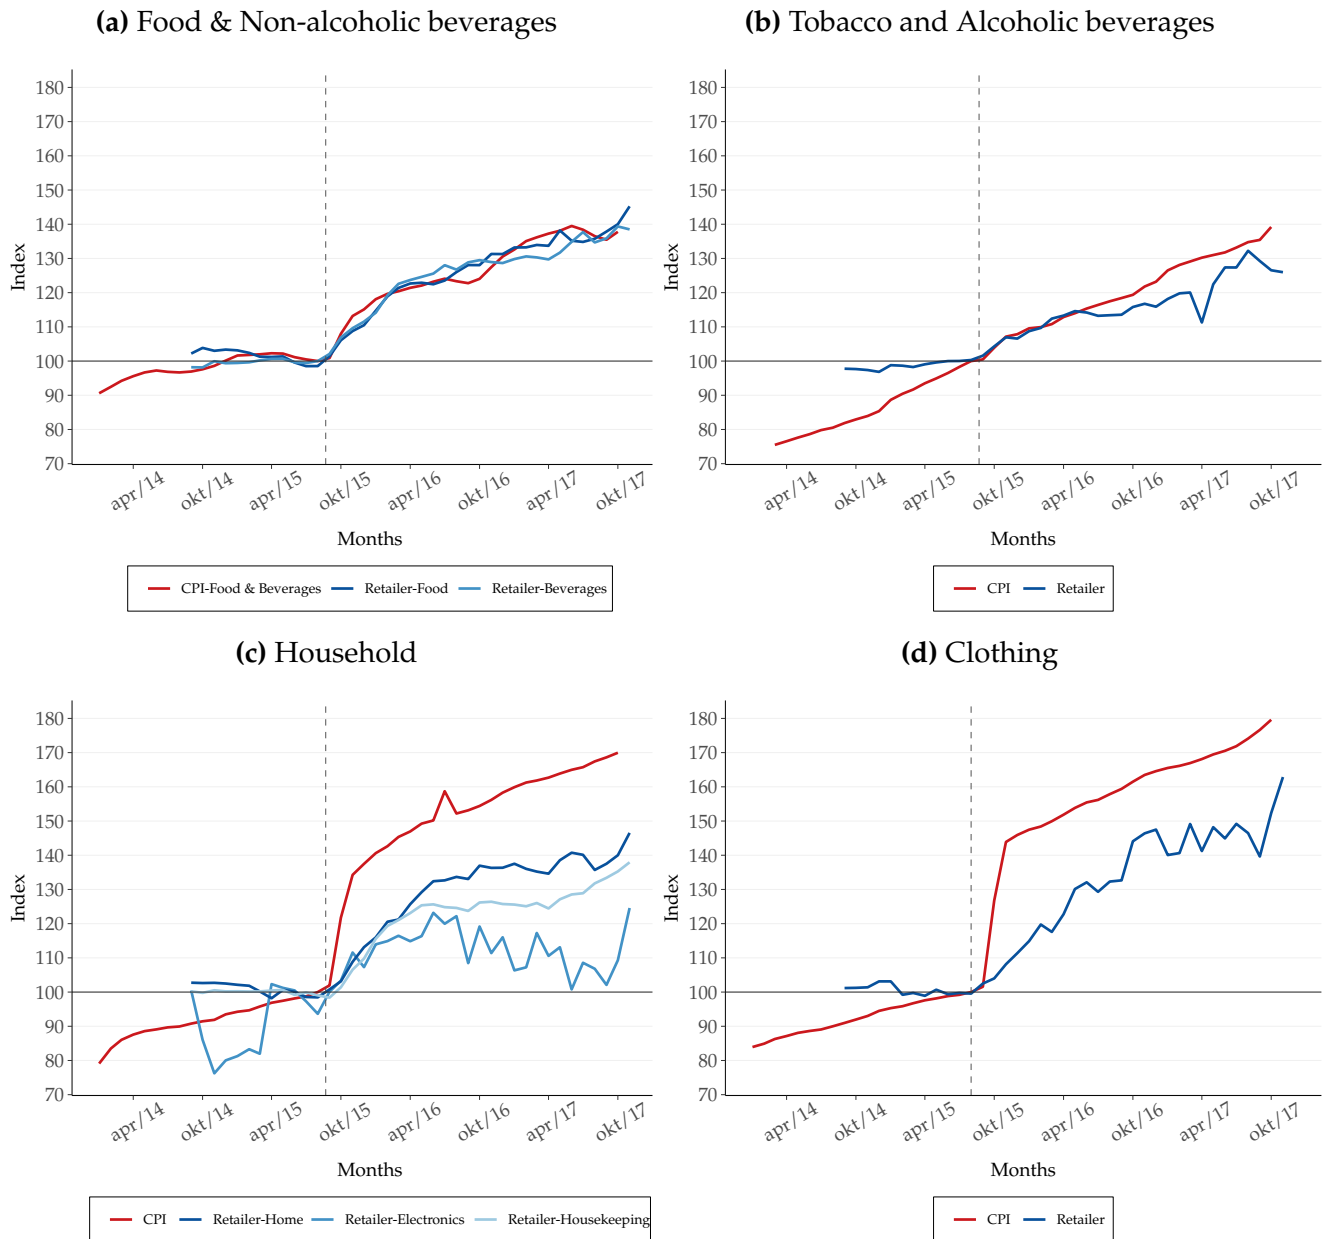 (a) Food & Non-alcoholic beverages
180
170
160
150
140
130
120
110
100
90
80
70
Index
apr/14
okt/14
apr/15
okt/15
apr/16
okt/16
apr/17
okt/17
Months
CPI-Food & Beverages Retailer-Food Retailer-Beverages
(b) Tobacco and Alcoholic beverages
180
170
160
150
140
130
120
110
100
90
80
70
Index
apr/14
okt/14
apr/15
okt/15
apr/16
okt/16
apr/17
okt/17
Months
CPI Retailer
(c) Household
180
170
160
150
140
130
120
110
100
90
80
70
Index
apr/14
okt/14
apr/15
okt/15
apr/16
okt/16
apr/17
okt/17
Months
CPI Retailer-Home Retailer-Electronics Retailer-Housekeeping
(d) Clothing
180
170
160
150
140
130
120
110
100
90
80
70
Index
apr/14
okt/14
apr/15
okt/15
apr/16
okt/16
apr/17
okt/17
Months
CPI Retailer